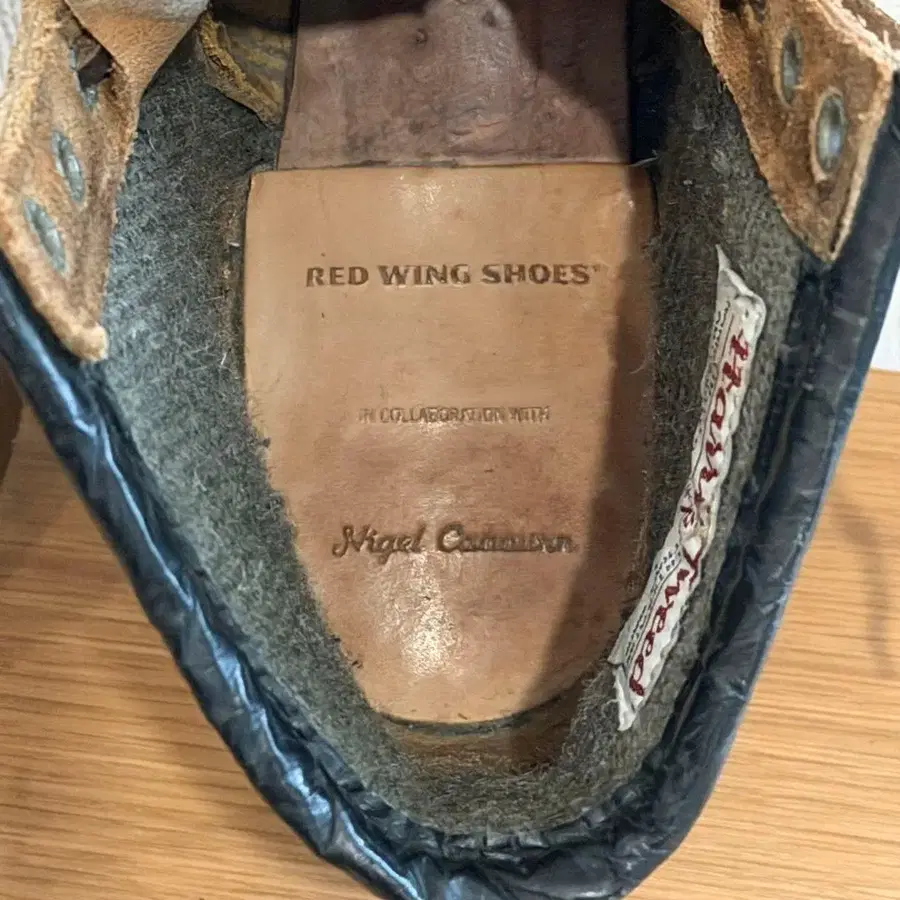 RED WING SHOES
IN COLLABORATION WITH
Nigel Cabourn
Harris Tweed